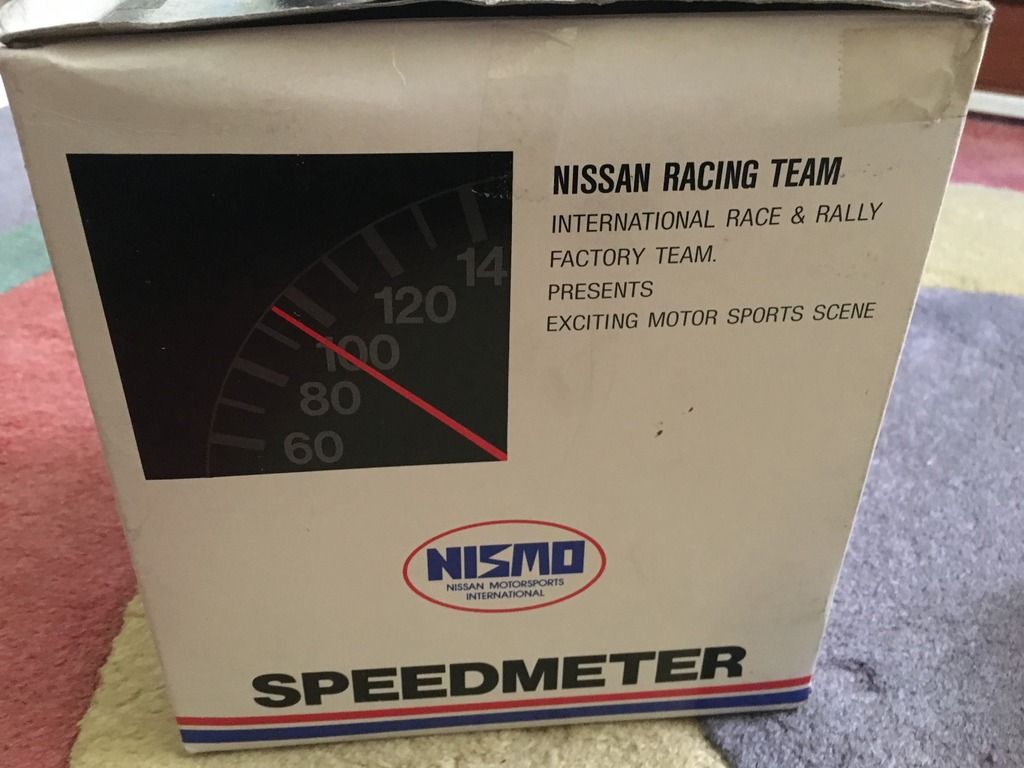 NISSAN RACING TEAM
INTERNATIONAL RACE & RALLY
FACTORY TEAM.
PRESENTS
EXCITING MOTOR SPORTS SCENE
14
120
100
80
60
NISMO
NISSAN MOTORSPORTS
INTERNATIONAL
SPEEDMETER